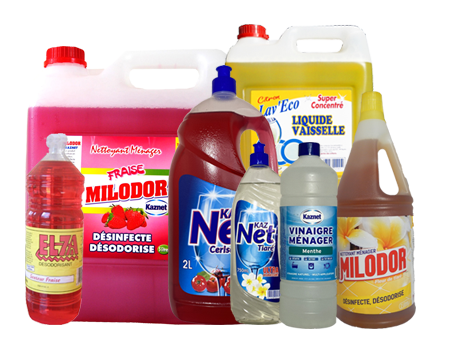 Nettoyant Ménager
FRAISE
MILODOR
Kaznet
DÉSINFECTE
DÉSODORISE
Citron
Lav'Eco
Super
Concentré
LIQUIDE
VAISSELLE
ELZA
DÉSODORISANT
KAZ
Net
Cerise
2L
KAZ
Net
Tiaré
Kaznet
VINAIGRE
MÉNAGER
Menthe
NETTOYANT MÉNAGER
MILODOR
DÉSINFECTE, DÉSODORISE